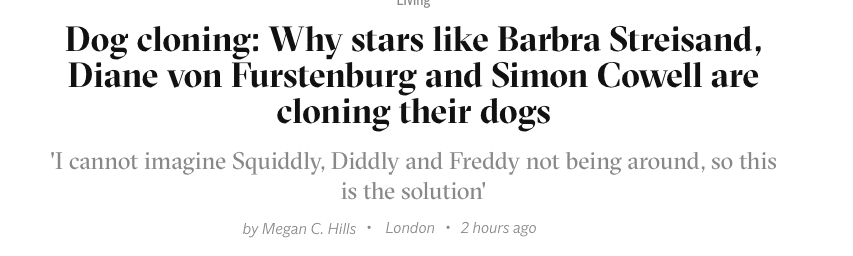 Living
Dog cloning: Why stars like Barbra Streisand,
Diane von Furstenburg and Simon Cowell are
cloning their dogs
'I cannot imagine Squiddly, Diddly and Freddy not being around, so this
is the solution'
by Megan C. Hills • London • 2 hours ago